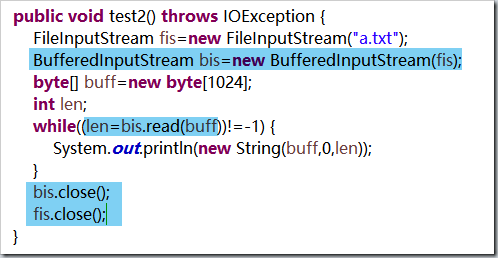 public void test2() throws IOException {
FileInputStream fis=new FileInputStream("a.txt");
BufferedInputStream bis=new BufferedInputStream(fis);
byte[] buff=new byte[1024];
int len;
while((len=bis.read(buff))!=-1) {
System.out.println(new String(buff,0,len));
}
bis.close();
fis.close();
}